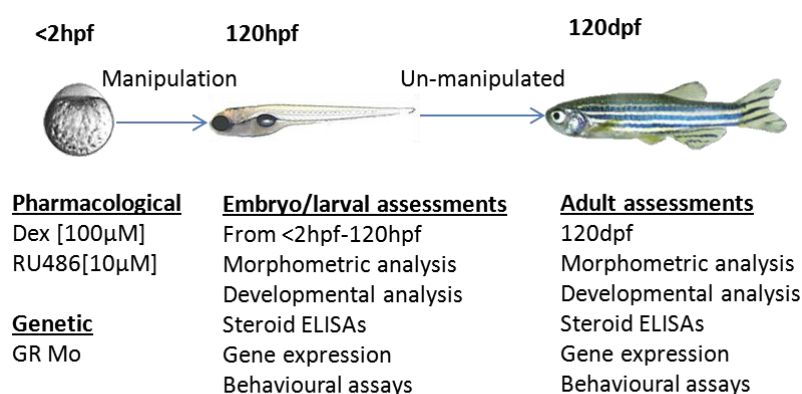 <2hpf
120hpf
120dpf
Manipulation
Un-manipulated
Pharmacological
Dex [100µM]
RU486[10µM]
Genetic
GR Mo
Embryo/larval assessments
From <2hpf-120hpf
Morphometric analysis
Developmental analysis
Steroid ELISAs
Gene expression
Behavioural assays
Adult assessments
120dpf
Morphometric analysis
Developmental analysis
Steroid ELISAs
Gene expression
Behavioural assays